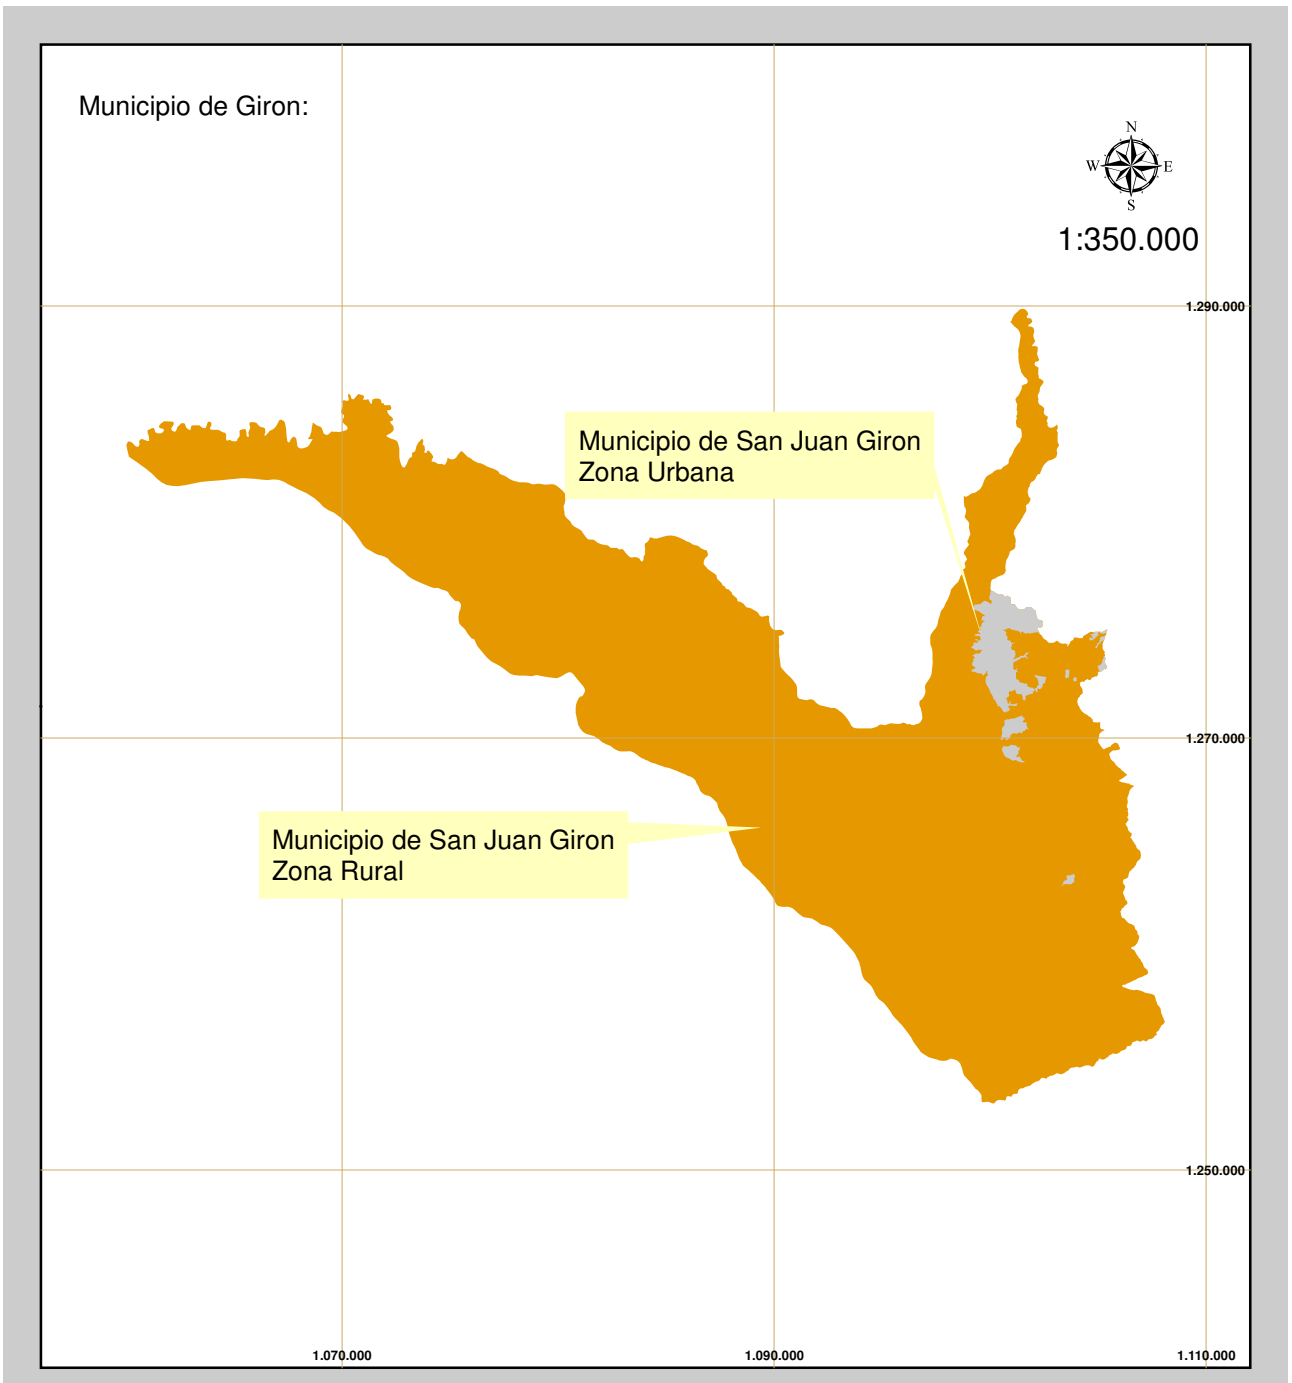 Municipio de Giron:
N
W
E
S
1:350.000
1.290.000
Municipio de San Juan Giron
Zona Urbana
1.270.000
Municipio de San Juan Giron
Zona Rural
1.250.000
1.070.000
1.090.000
1.110.000